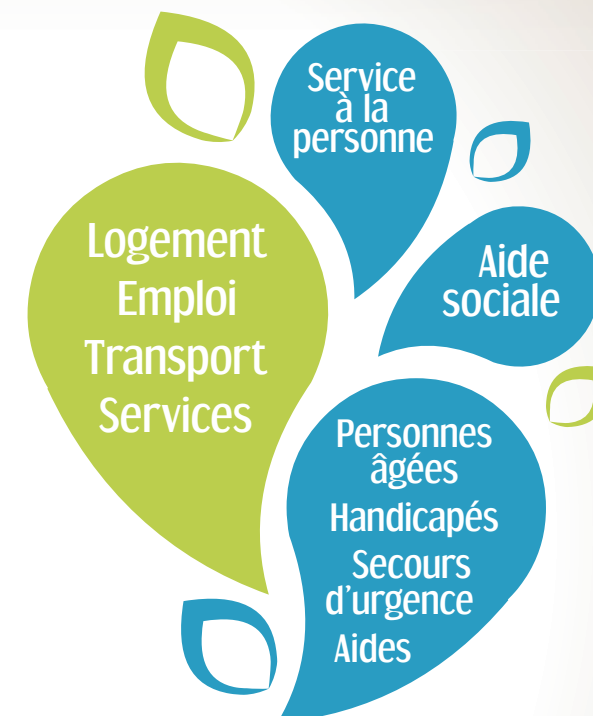 Service
à la
personne
Logement
Emploi
Transport
Services
Aide
sociale
Personnes
âgées
Handicapés
Secours
d'urgence
Aides